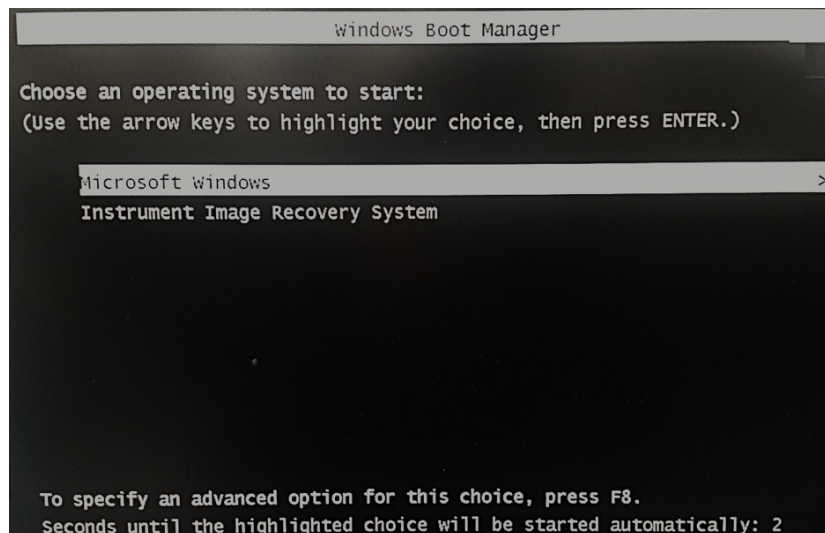 Windows Boot Manager
Choose an operating system to start:
(Use the arrow keys to highlight your choice, then press ENTER.)
Microsoft Windows >
Instrument Image Recovery System
To specify an advanced option for this choice, press F8.
Seconds until the highlighted choice will be started automatically: 2